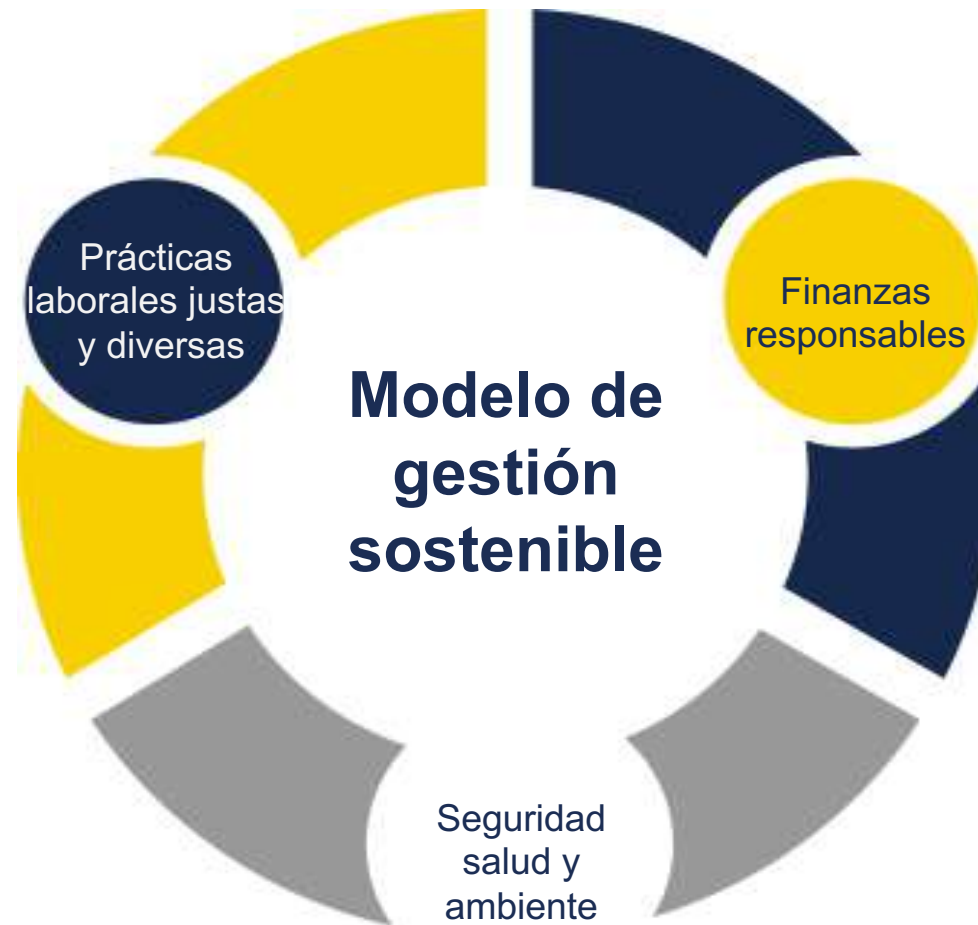 Prácticas
laborales justas
y diversas
Finanzas
responsables
Modelo de
gestión
sostenible
Seguridad
salud y
ambiente